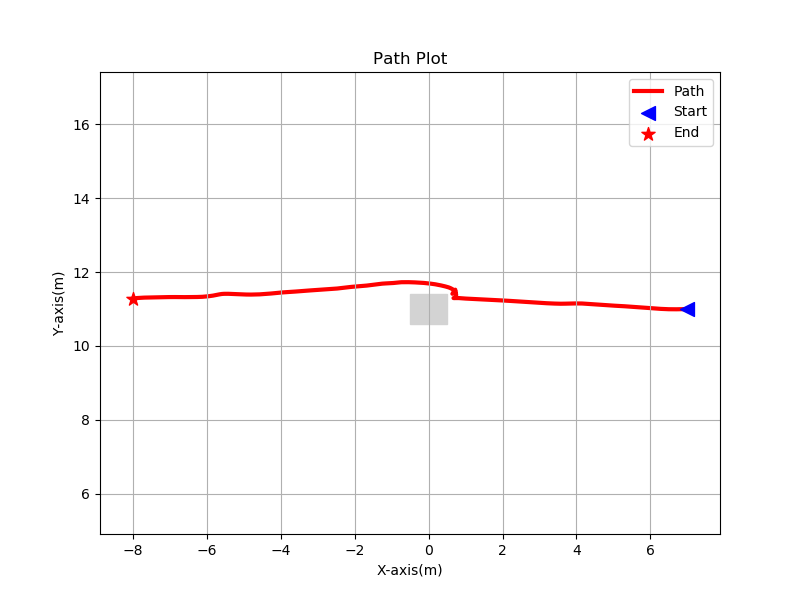 Path Plot
Path
Start
End
16
14
12
10
8
6
Y-axis(m)
−8
−6
−4
−2
0
2
4
6
X-axis(m)